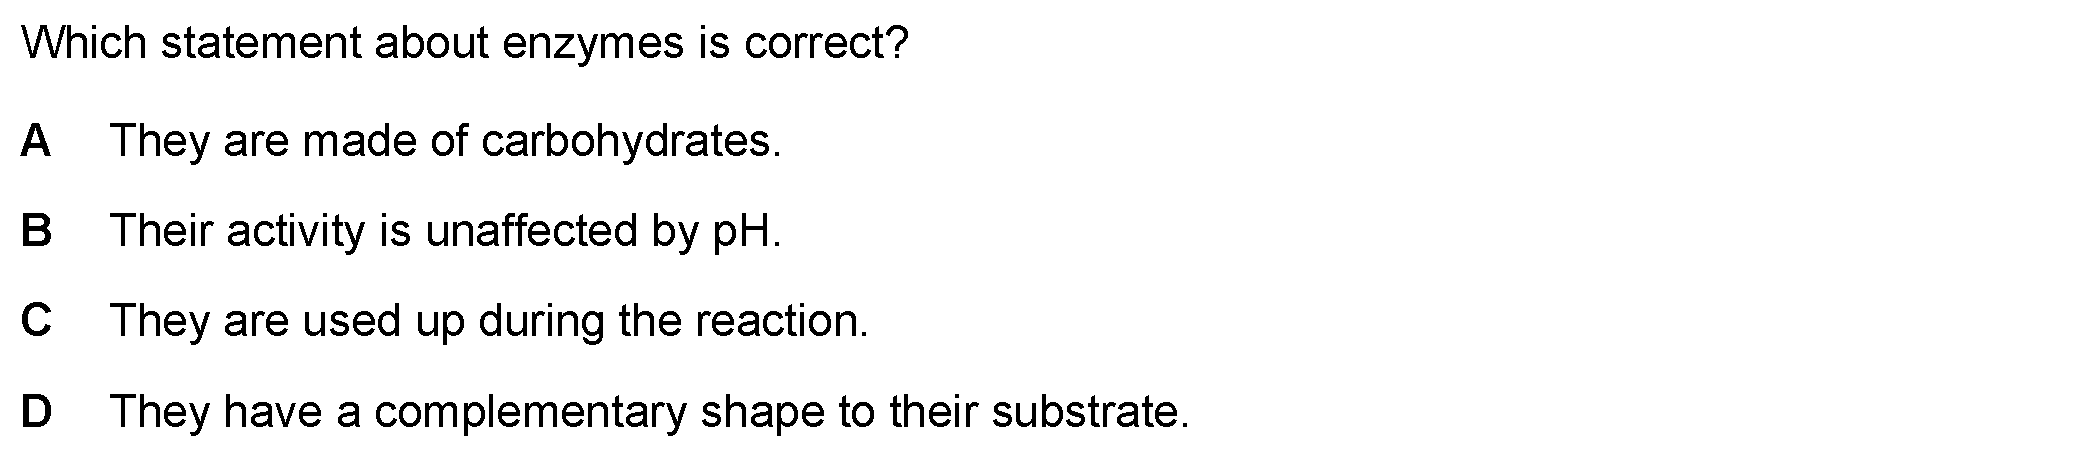 Which statement about enzymes is correct?
A They are made of carbohydrates.
B Their activity is unaffected by pH.
C They are used up during the reaction.
D They have a complementary shape to their substrate.